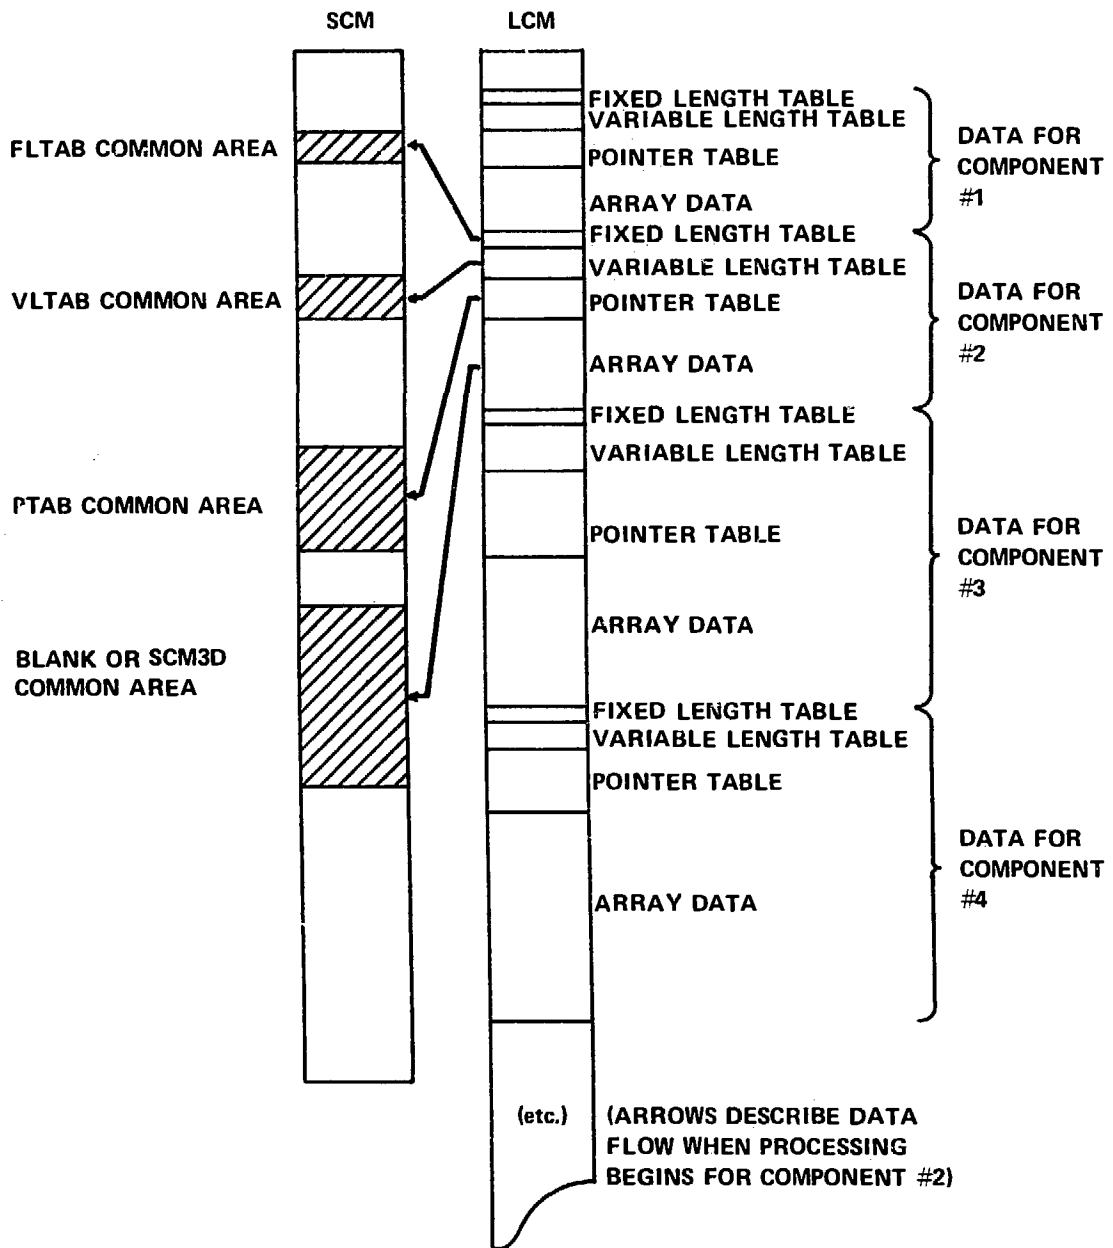 SCM
LCM
FLTAB COMMON AREA
VLTAB COMMON AREA
PTAB COMMON AREA
BLANK OR SCM3D
COMMON AREA
FIXED LENGTH TABLE
VARIABLE LENGTH TABLE
POINTER TABLE
ARRAY DATA
DATA FOR
COMPONENT
#1
FIXED LENGTH TABLE
VARIABLE LENGTH TABLE
POINTER TABLE
ARRAY DATA
DATA FOR
COMPONENT
#2
FIXED LENGTH TABLE
VARIABLE LENGTH TABLE
POINTER TABLE
ARRAY DATA
DATA FOR
COMPONENT
#3
FIXED LENGTH TABLE
VARIABLE LENGTH TABLE
POINTER TABLE
ARRAY DATA
DATA FOR
COMPONENT
#4
(etc.)
(ARROWS DESCRIBE DATA
FLOW WHEN PROCESSING
BEGINS FOR COMPONENT #2)